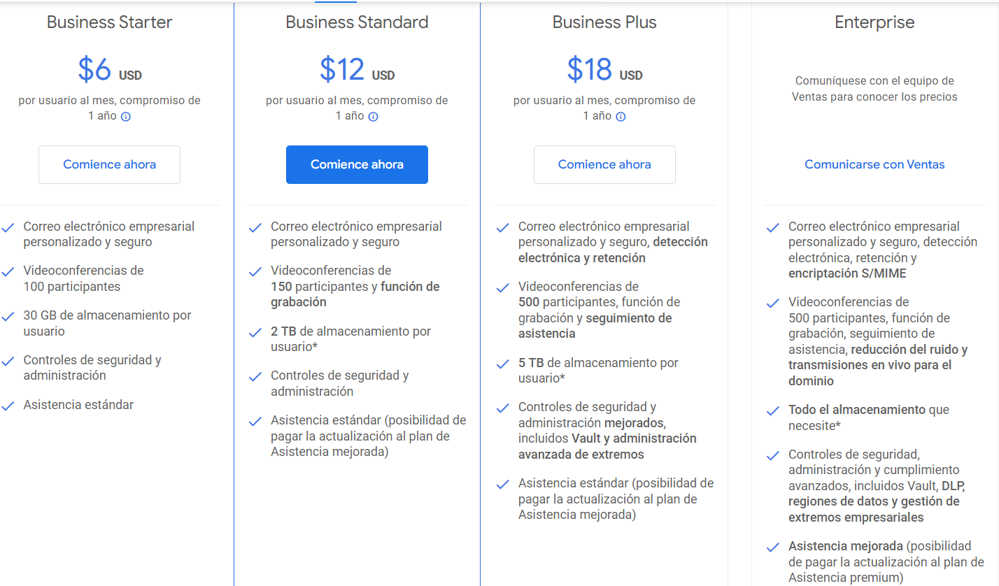 Business Starter
$6 USD
por usuario al mes, compromiso de
1 año
Comience ahora
Correo electrónico empresarial
personalizado y seguro
Videoconferencias de
100 participantes
30 GB de almacenamiento por
usuario
Controles de seguridad y
administración
Asistencia estándar
Business Standard
$12 USD
por usuario al mes, compromiso de
1 año
Comience ahora
Correo electrónico empresarial
personalizado y seguro
Videoconferencias de
150 participantes y función de
grabación
2 TB de almacenamiento por
usuario*
Controles de seguridad y
administración
Asistencia estándar (posibilidad de
pagar la actualización al plan de
Asistencia mejorada)
Business Plus
$18 USD
por usuario al mes, compromiso de
1 año
Comience ahora
Correo electrónico empresarial
personalizado y seguro, detección
electrónica y retención
Videoconferencias de
500 participantes, función de
grabación y seguimiento de
asistencia
5 TB de almacenamiento por
usuario*
Controles de seguridad y
administración mejorados,
incluidos Vault y administración
avanzada de extremos
Asistencia estándar (posibilidad de
pagar la actualización al plan de
Asistencia mejorada)
Enterprise
Comuníquese con el equipo de
Ventas para conocer los precios
Comunicarse con Ventas
Correo electrónico empresarial
personalizado y seguro, detección
electrónica, retención y
encriptación S/MIME
Videoconferencias de
500 participantes, función de
grabación, seguimiento de
asistencia, reducción del ruido y
transmisiones en vivo para el
dominio
Todo el almacenamiento que
necesite*
Controles de seguridad,
administración y cumplimiento
avanzados, incluidos Vault, DLP,
regiones de datos y gestión de
extremos empresariales
Asistencia mejorada (posibilidad
de pagar la actualización al plan de
Asistencia premium)